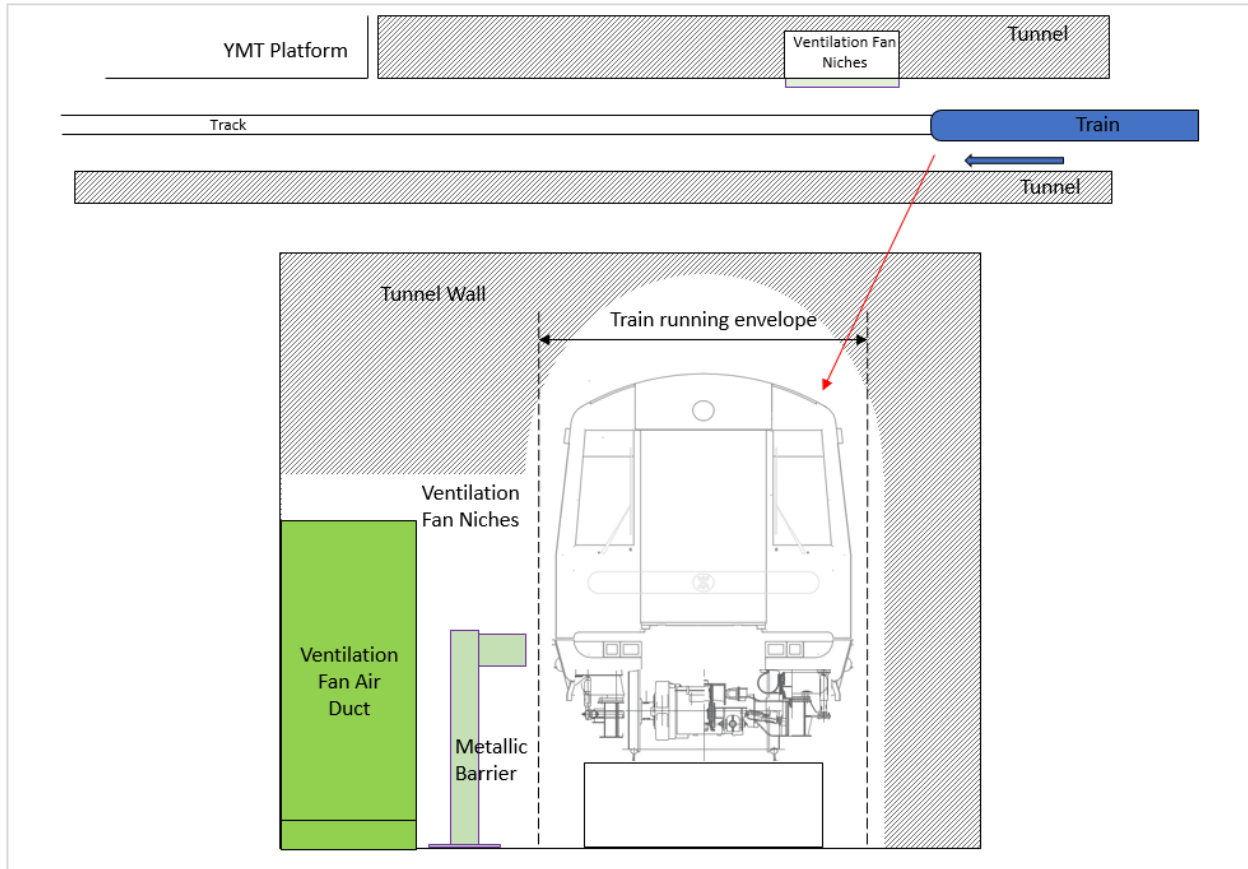 YMT Platform
Ventilation Fan
Niches
Tunnel
Track
Train
Tunnel
Tunnel Wall
Train running envelope
Ventilation
Fan Niches
Ventilation
Fan Air
Duct
Metallic
Barrier